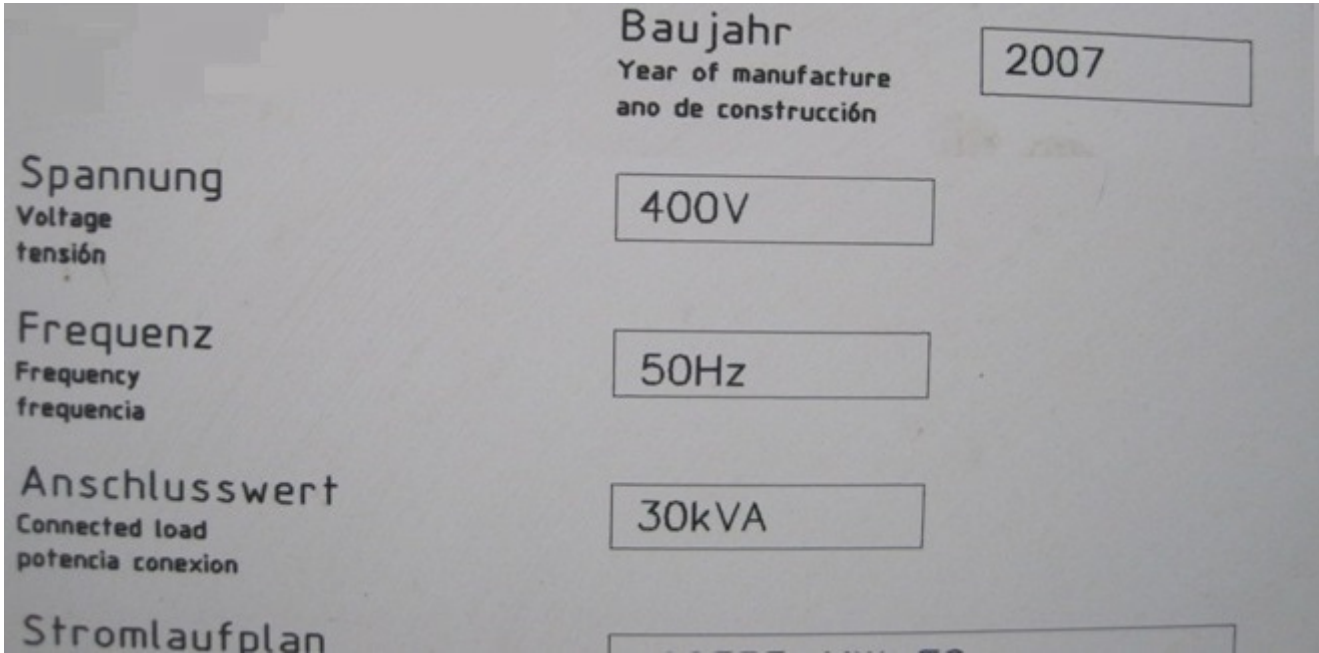 Baujahr
Year of manufacture
ano de construcción
2007
Spannung
Voltage
tensión
400V
Frequenz
Frequency
frequencia
50Hz
Anschlusswert
Connected load
potencia conexion
30kVA
Stromlaufplan